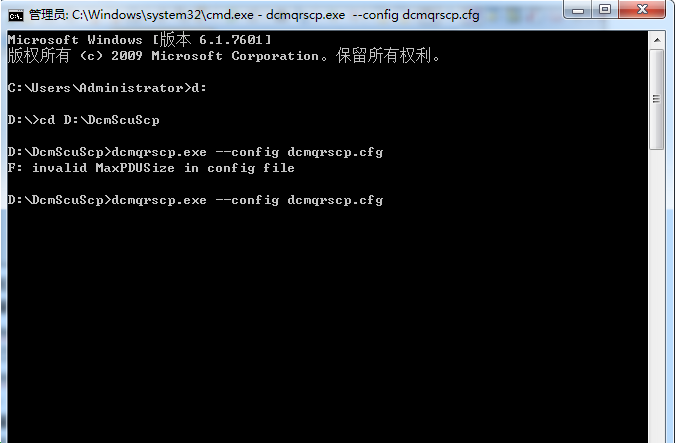 管理员: C:\Windows\system32\cmd.exe - dcmqrscp.exe  --config dcmqrscp.cfg
Microsoft Windows [版本 6.1.7601]
版权所有 (c) 2009 Microsoft Corporation。保留所有权利。
C:\Users\Administrator>d:
D:\>cd D:\DcmScuScp
D:\DcmScuScp>dcmqrscp.exe --config dcmqrscp.cfg
F: invalid MaxPDUSize in config file
D:\DcmScuScp>dcmqrscp.exe --config dcmqrscp.cfg